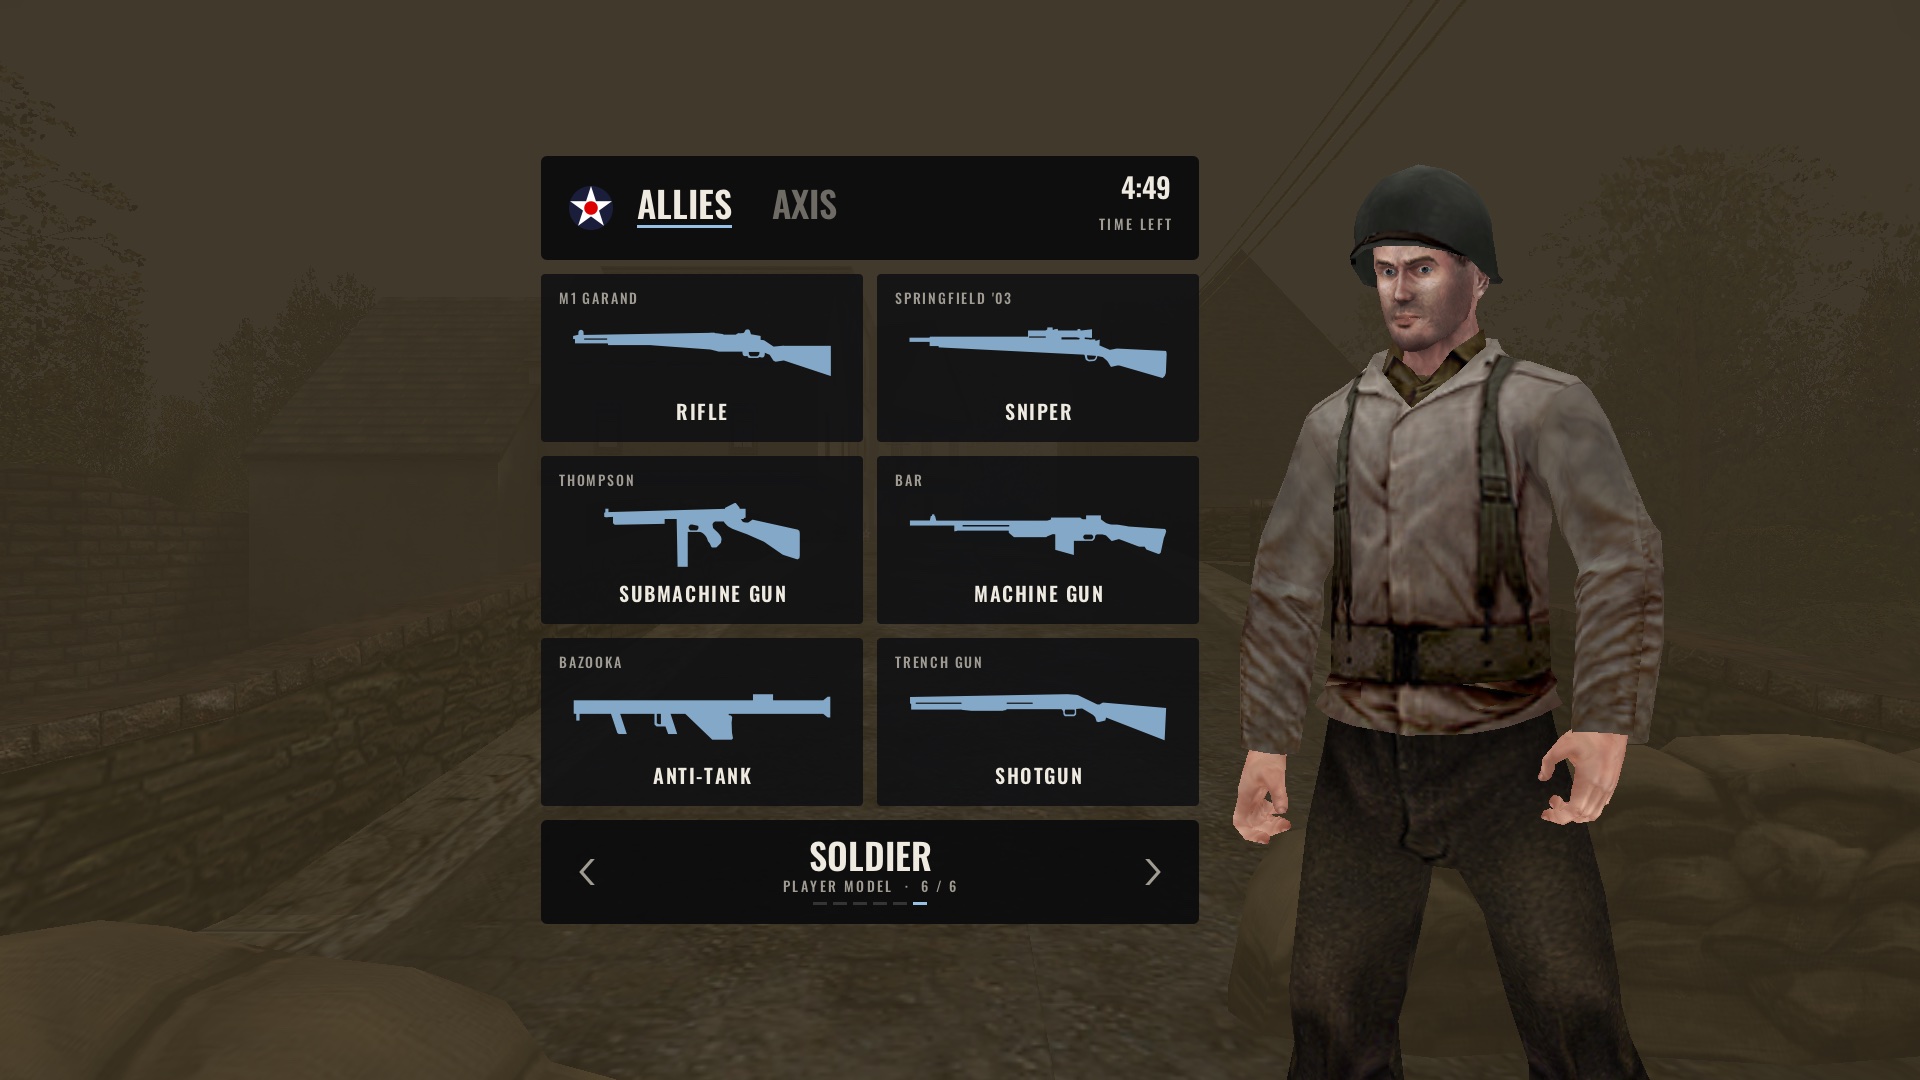 ALLIES AXIS 4:49
TIME LEFT
M1 GARAND
RIFLE
SPRINGFIELD '03
SNIPER
THOMPSON
SUBMACHINE GUN
BAR
MACHINE GUN
BAZOOKA
ANTI-TANK
TRENCH GUN
SHOTGUN
SOLDIER
PLAYER MODEL · 6 / 6